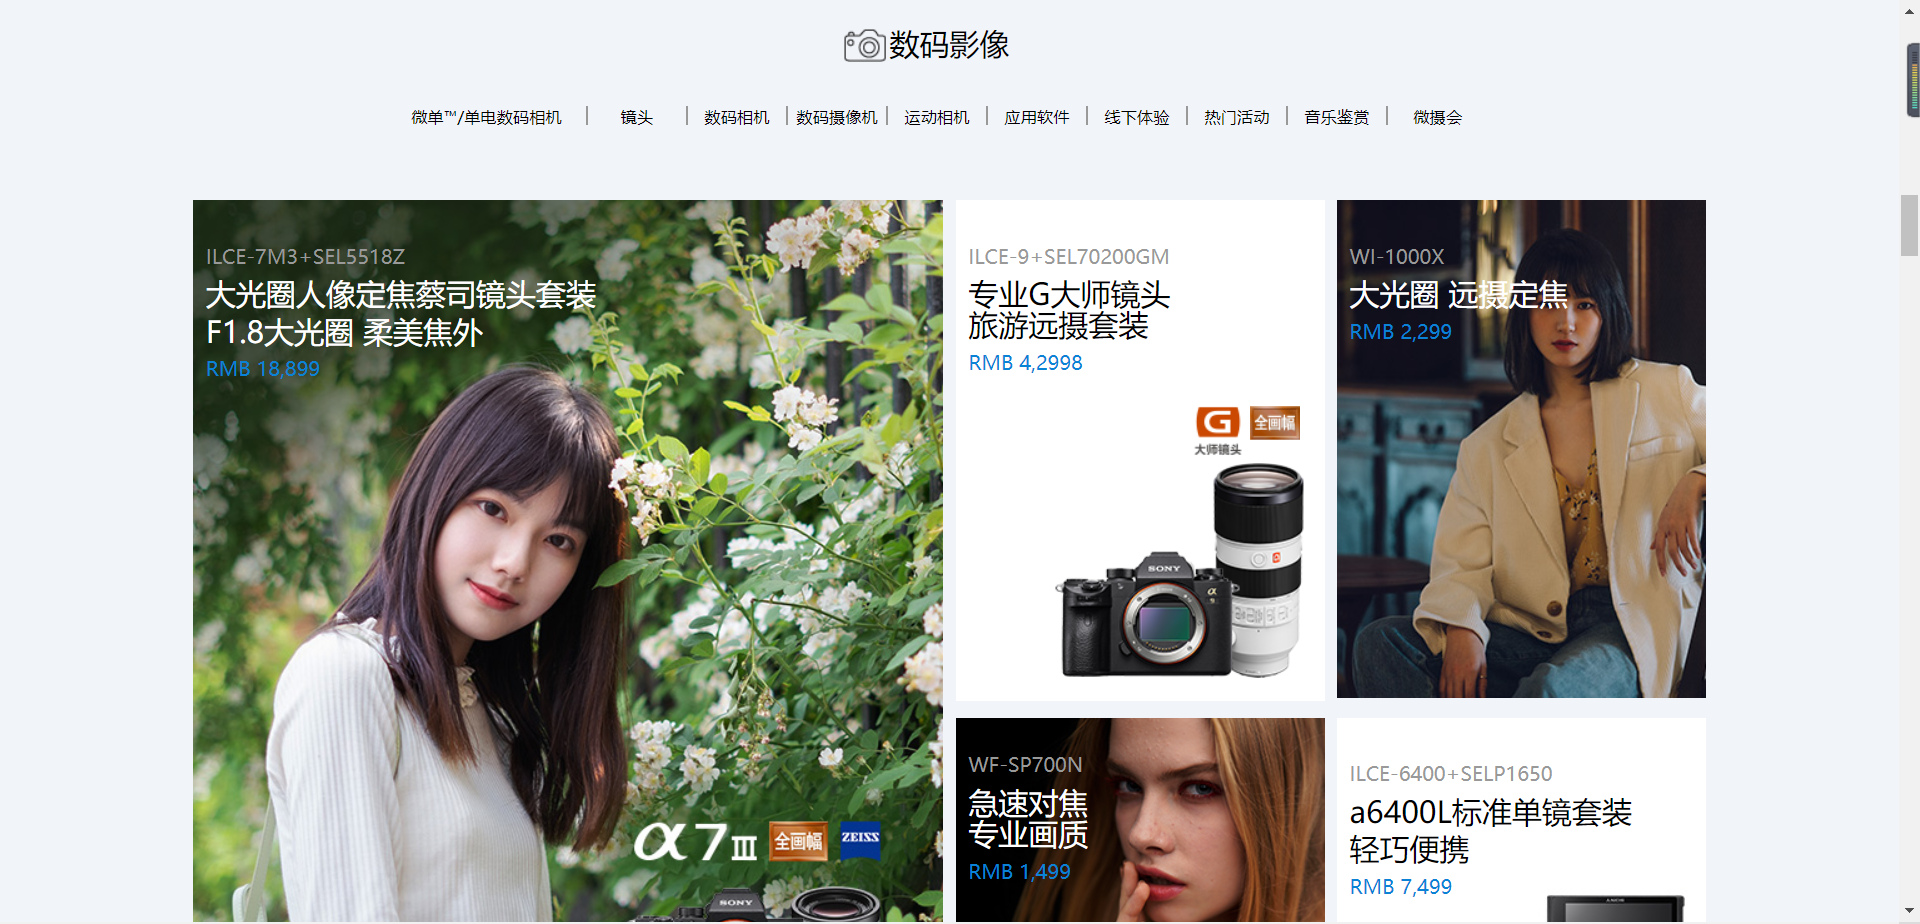 数码影像
微单™/单电数码相机
镜头
数码相机
数码摄像机
运动相机
应用软件
线下体验
热门活动
音乐鉴赏
微摄会
ILCE-7M3+SEL5518Z
大光圈人像定焦蔡司镜头套装
F1.8大光圈 柔美焦外
RMB 18,899
α7III
全画幅
ZEISS
SONY
ILCE-9+SEL70200GM
专业G大师镜头
旅游远摄套装
RMB 4,2998
G
全画幅
大师镜头
SONY
α
9
WI-1000X
大光圈 远摄定焦
RMB 2,299
WF-SP700N
急速对焦
专业画质
RMB 1,499
ILCE-6400+SELP1650
a6400L标准单镜套装
轻巧便携
RMB 7,499
SONY